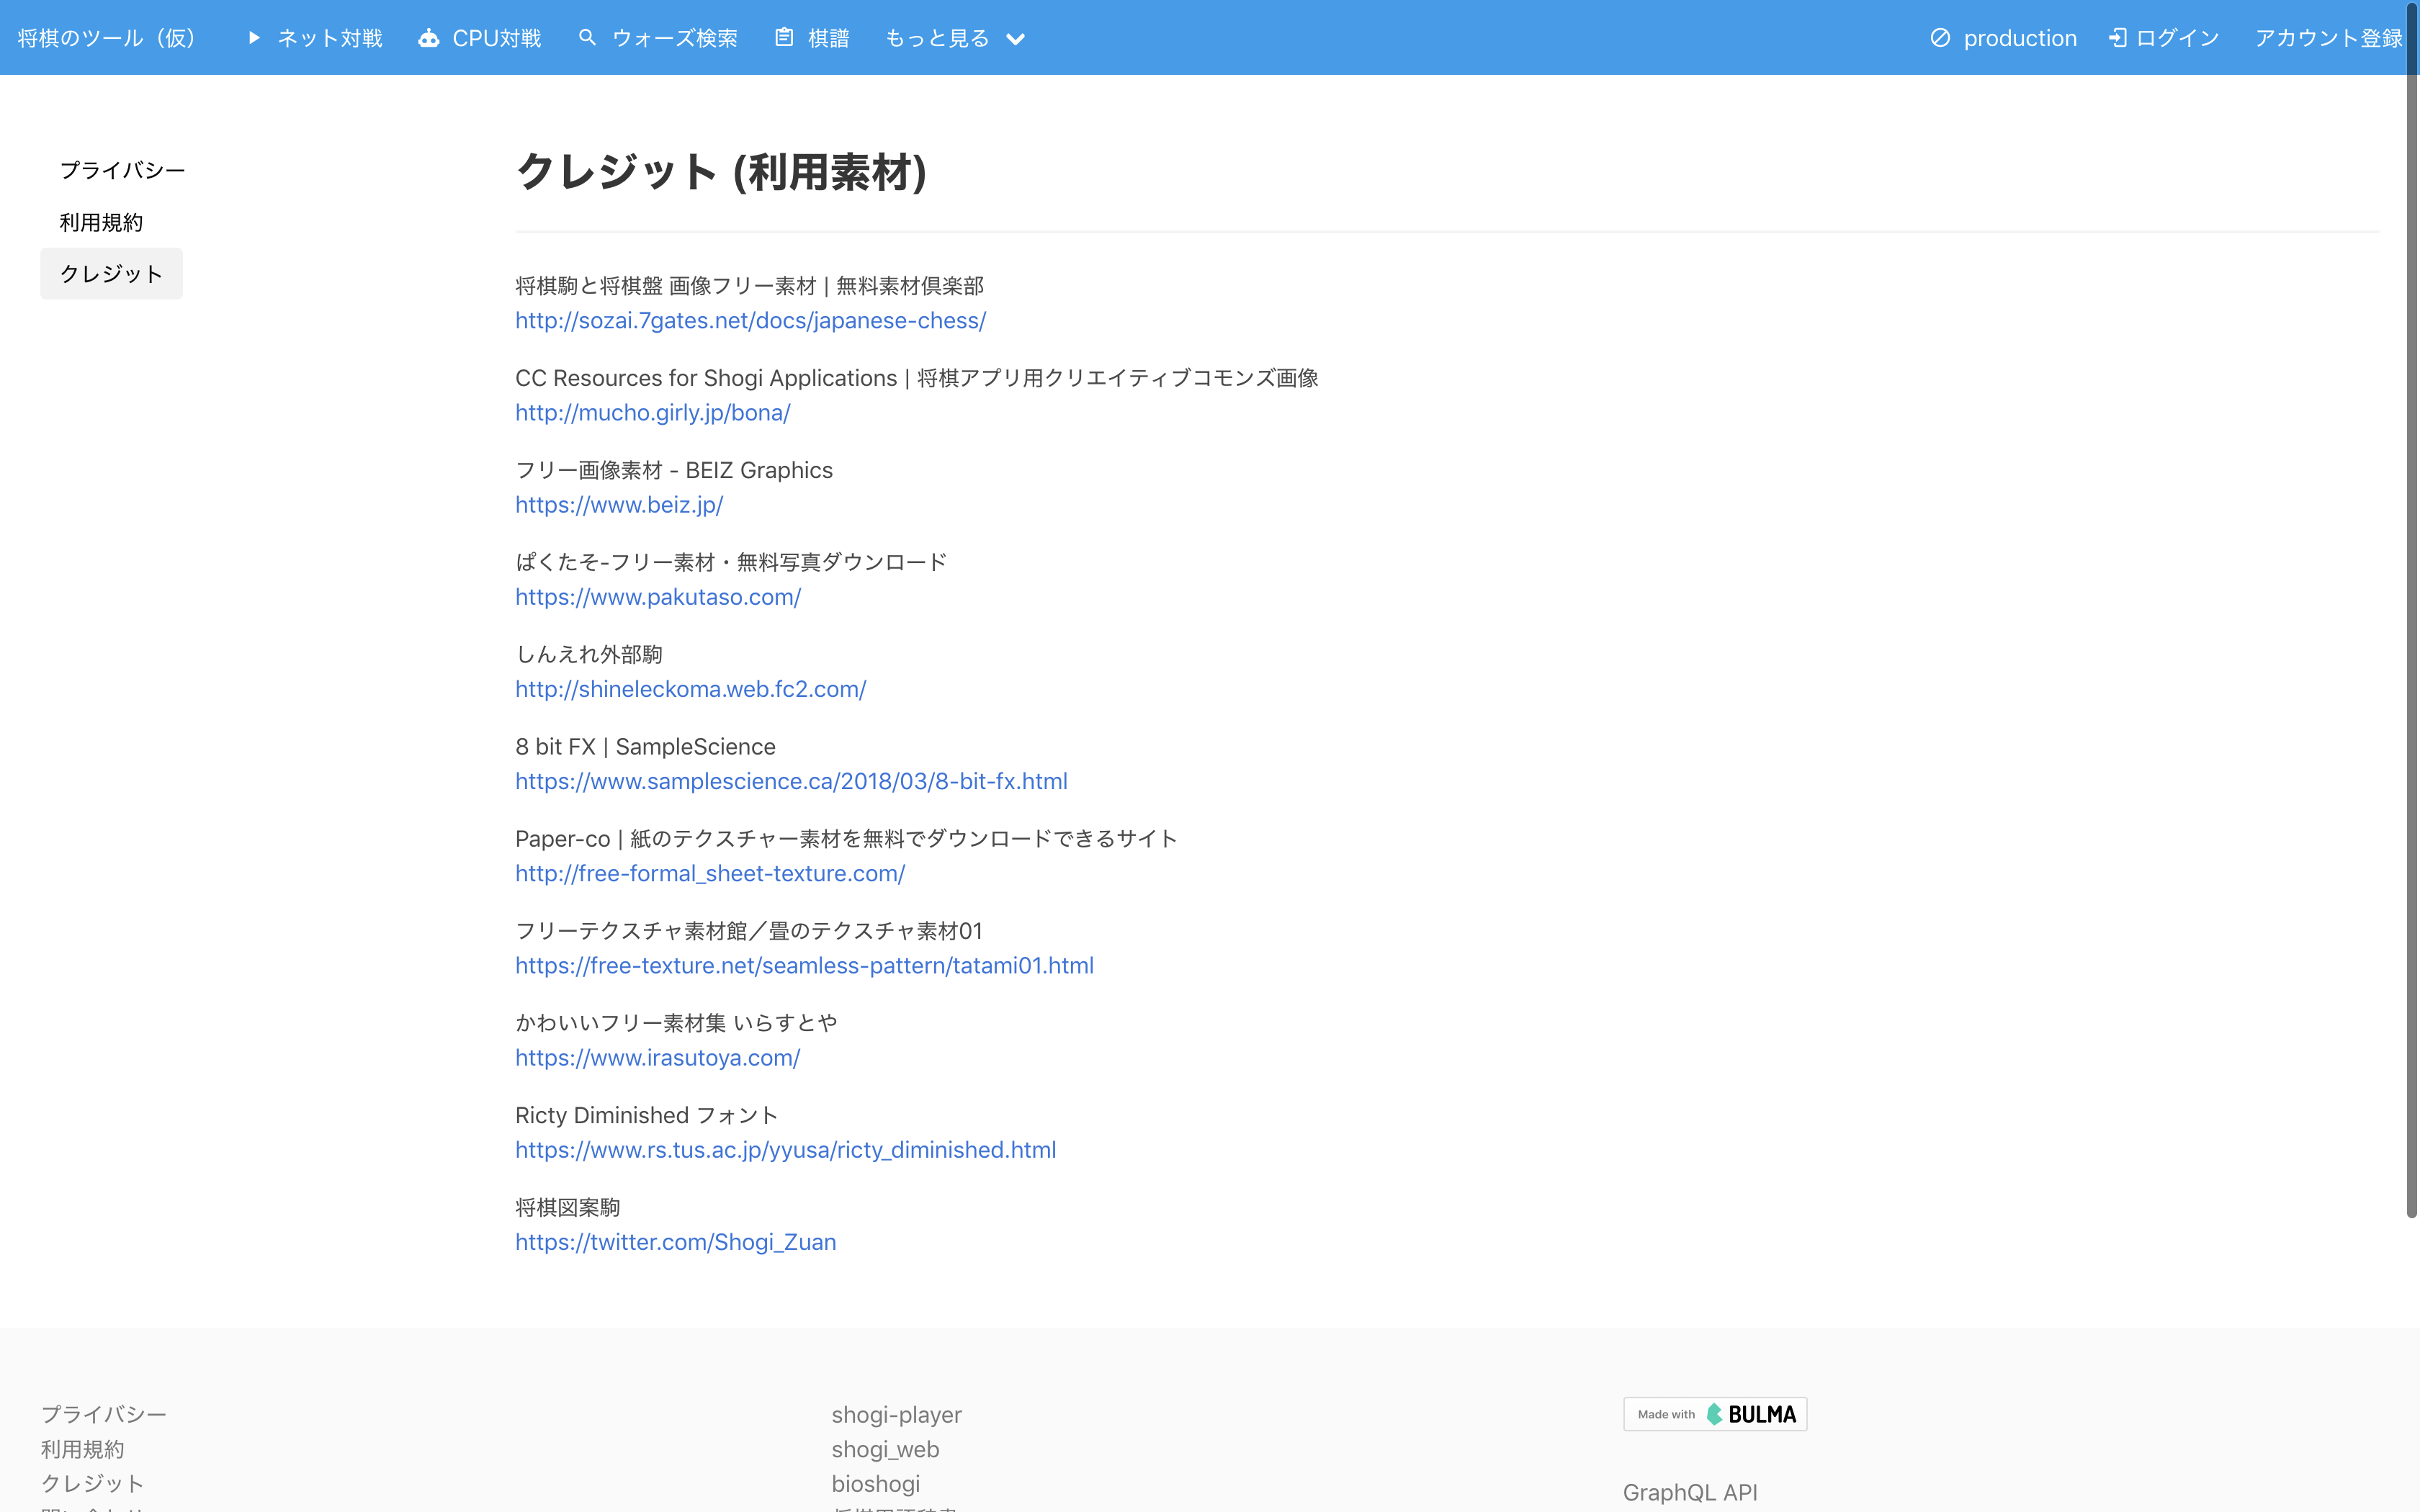 将棋のツール（仮） ネット対戦 CPU対戦 ウォーズ検索 棋譜 もっと見る production ログイン アカウント登録
プライバシー
利用規約
クレジット
クレジット (利用素材)
将棋駒と将棋盤 画像フリー素材 | 無料素材倶楽部
http://sozai.7gates.net/docs/japanese-chess/
CC Resources for Shogi Applications | 将棋アプリ用クリエイティブコモンズ画像
http://mucho.girly.jp/bona/
フリー画像素材 - BEIZ Graphics
https://www.beiz.jp/
ぱくたそ-フリー素材・無料写真ダウンロード
https://www.pakutaso.com/
しんえれ外部駒
http://shineleckoma.web.fc2.com/
8 bit FX | SampleScience
https://www.samplescience.ca/2018/03/8-bit-fx.html
Paper-co | 紙のテクスチャー素材を無料でダウンロードできるサイト
http://free-formal_sheet-texture.com/
フリーテクスチャ素材館／畳のテクスチャ素材01
https://free-texture.net/seamless-pattern/tatami01.html
かわいいフリー素材集 いらすとや
https://www.irasutoya.com/
Ricty Diminished フォント
https://www.rs.tus.ac.jp/yyusa/ricty_diminished.html
将棋図案駒
https://twitter.com/Shogi_Zuan
プライバシー
利用規約
クレジット
shogi-player
shogi_web
bioshogi
Made with BULMA
GraphQL API